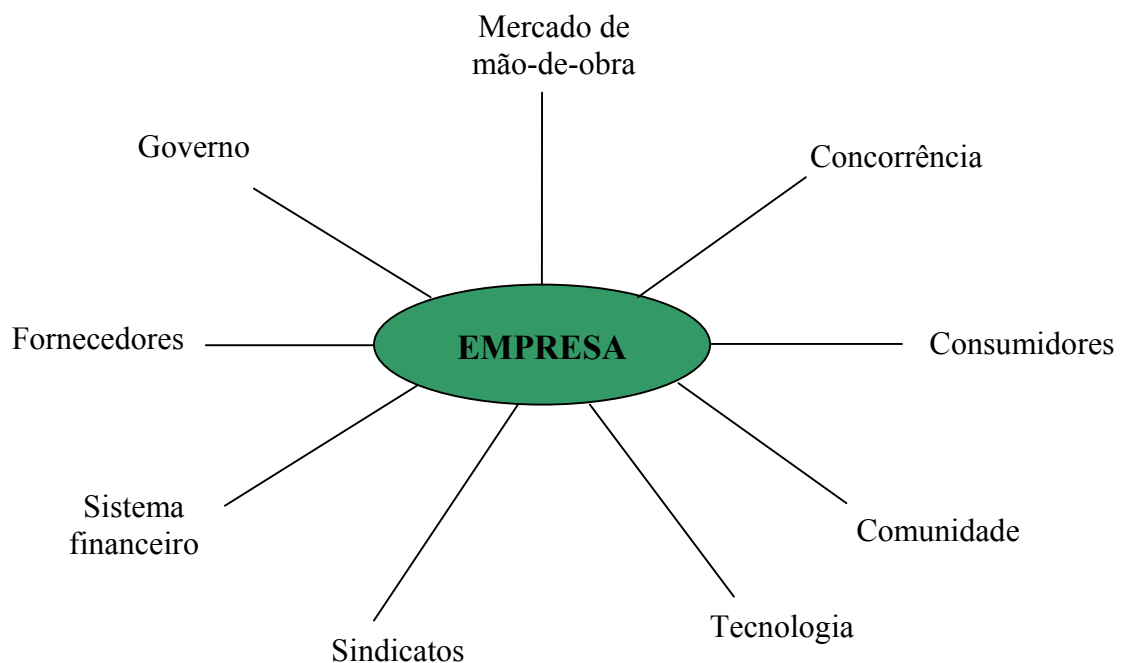 Mercado de
mão-de-obra
Governo
Concorrência
Fornecedores
EMPRESA
Consumidores
Sistema
financeiro
Comunidade
Tecnologia
Sindicatos